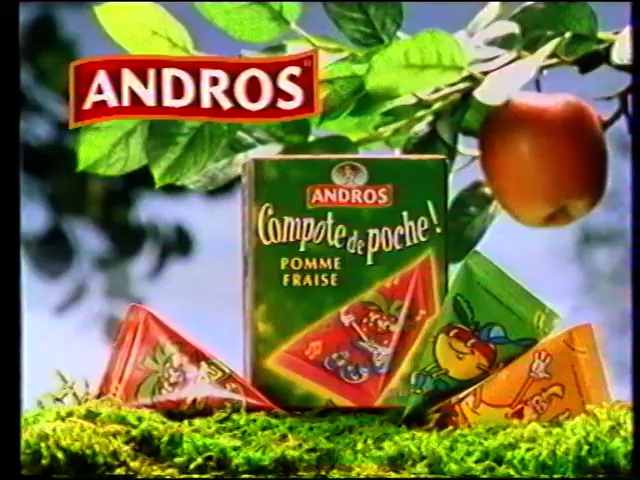 ANDROS
ANDROS
Compote de poche!
POMME
FRAISE